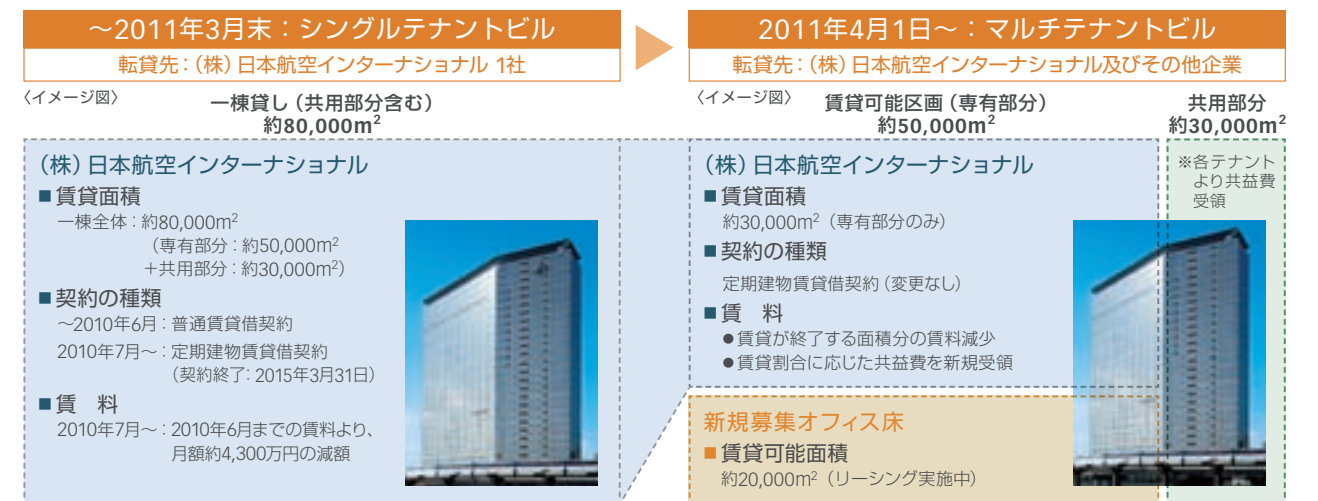 ～2011年3月末：シングルテナントビル
転貸先：（株）日本航空インターナショナル 1社
〈イメージ図〉
一棟貸し（共用部分含む）
約80,000m²
（株）日本航空インターナショナル
■賃貸面積
一棟全体：約80,000m²
（専有部分：約50,000m²
＋共用部分：約30,000m²）
■契約の種類
～2010年6月：普通賃貸借契約
2010年7月～：定期建物賃貸借契約
（契約終了：2015年3月31日）
■賃　料
2010年7月～：2010年6月までの賃料より、
月額約4,300万円の減額
2011年4月1日～：マルチテナントビル
転貸先：（株）日本航空インターナショナル及びその他企業
〈イメージ図〉
賃貸可能区画（専有部分）
約50,000m²
共用部分
約30,000m²
（株）日本航空インターナショナル
■賃貸面積
約30,000m²（専有部分のみ）
■契約の種類
定期建物賃貸借契約（変更なし）
■賃　料
●賃貸が終了する面積分の賃料減少
●賃貸割合に応じた共益費を新規受領
※各テナント
より共益費
受領
新規募集オフィス床
■賃貸可能面積
約20,000m²（リーシング実施中）